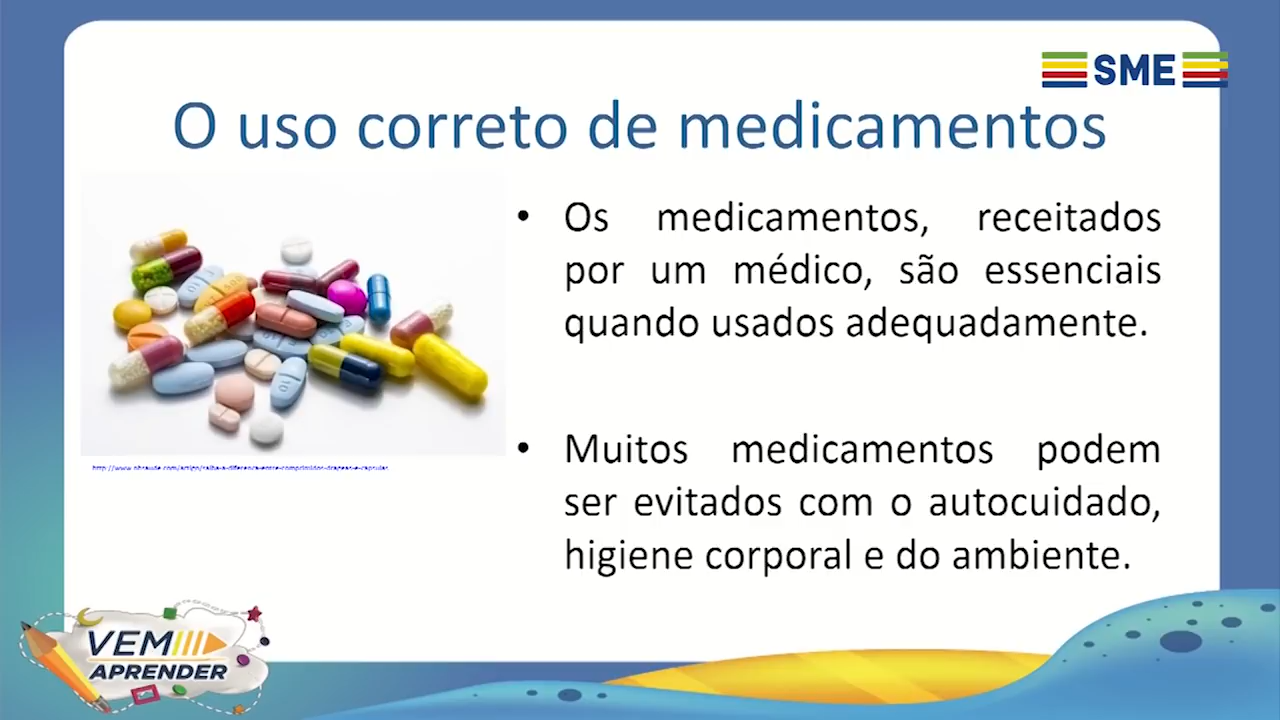 SME
O uso correto de medicamentos
• Os medicamentos, receitados
por um médico, são essenciais
quando usados adequadamente.
• Muitos medicamentos podem
ser evitados com o autocuidado,
higiene corporal e do ambiente.
VEM
APRENDER